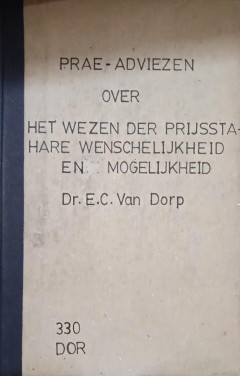 PRAE-ADVIEZEN
OVER
HET WEZEN DER PRIJSSTA-
HARE WENSCHELIJKHEID
EN MOGELIJKHEID
Dr. E.C. Van Dorp
330
DOR